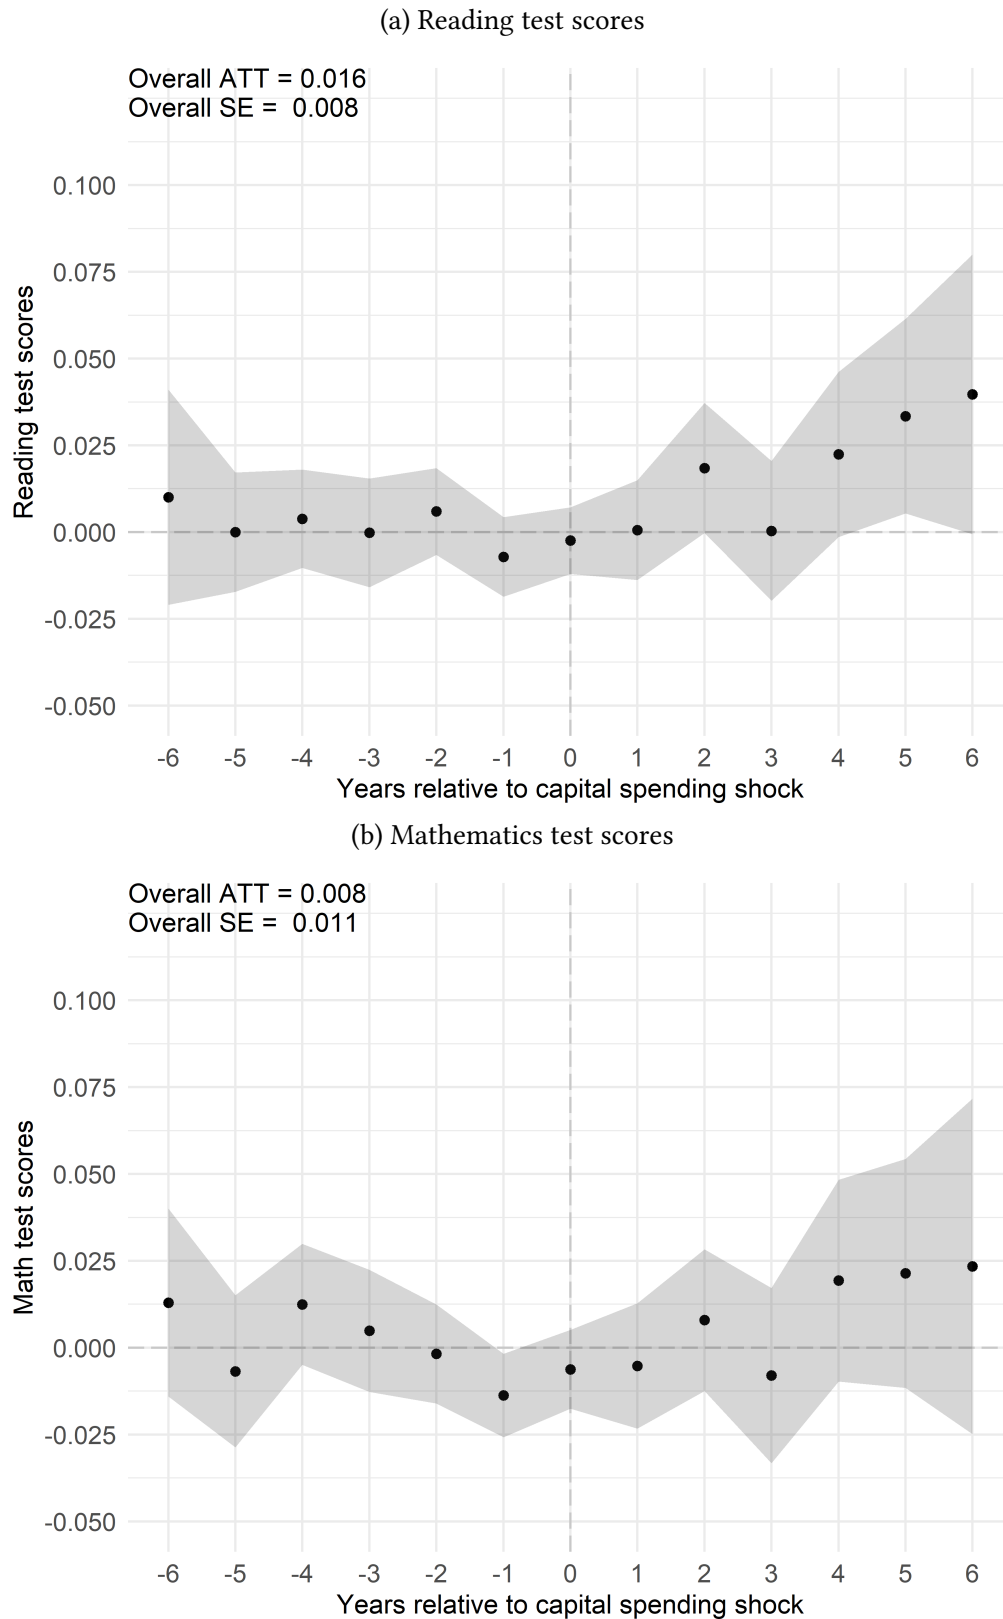 (a) Reading test scores
Overall ATT = 0.016
Overall SE =  0.008
0.100
0.075
0.050
0.025
0.000
-0.025
-0.050
Reading test scores
-6 -5 -4 -3 -2 -1 0 1 2 3 4 5 6
Years relative to capital spending shock
(b) Mathematics test scores
Overall ATT = 0.008
Overall SE =  0.011
0.100
0.075
0.050
0.025
0.000
-0.025
-0.050
Math test scores
-6 -5 -4 -3 -2 -1 0 1 2 3 4 5 6
Years relative to capital spending shock